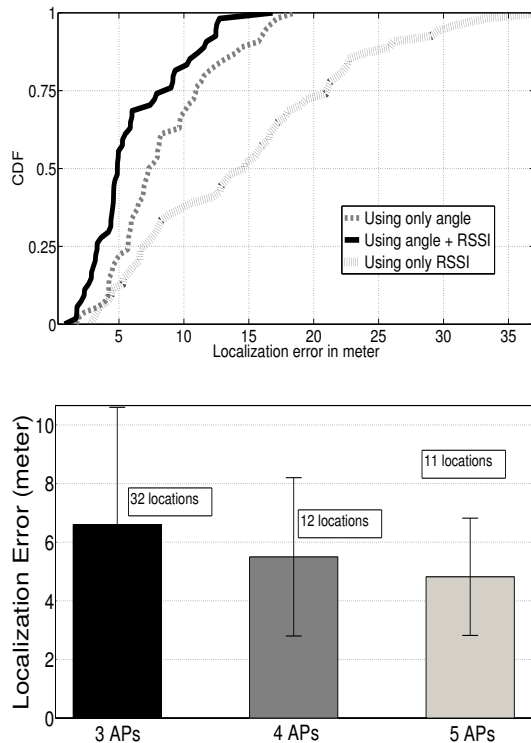 1
0.75
CDF
0.5
0.25
0
Using only angle
Using angle + RSSI
Using only RSSI
5 10 15 20 25 30 35
Localization error in meter
Localization Error (meter)
10
8
6
4
2
0
32 locations
12 locations
11 locations
3 APs 4 APs 5 APs